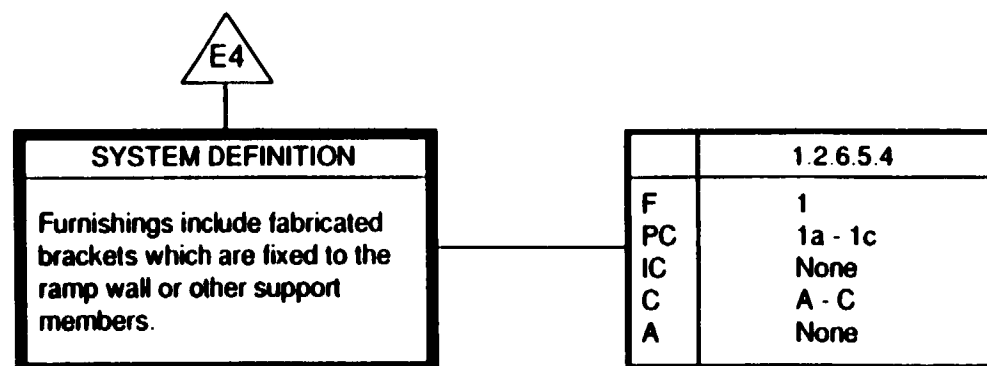 E4
SYSTEM DEFINITION
Furnishings include fabricated
brackets which are fixed to the
ramp wall or other support
members.
1.2.6.5.4
F 1
PC 1a - 1c
IC None
C A - C
A None